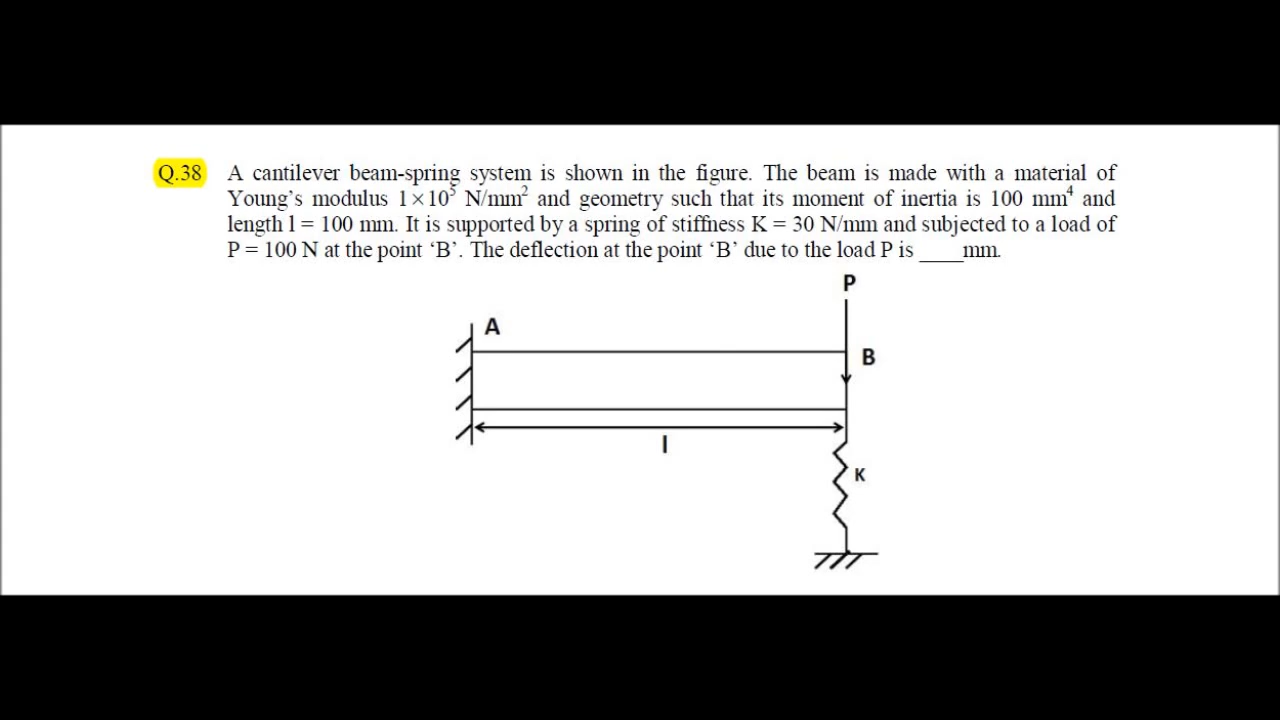 Q.38 A cantilever beam-spring system is shown in the figure. The beam is made with a material of
Young's modulus 1×10⁵ N/mm² and geometry such that its moment of inertia is 100 mm⁴ and
length l = 100 mm. It is supported by a spring of stiffness K = 30 N/mm and subjected to a load of
P = 100 N at the point ‘B’. The deflection at the point ‘B’ due to the load P is ____mm.
P
A
B
l
K